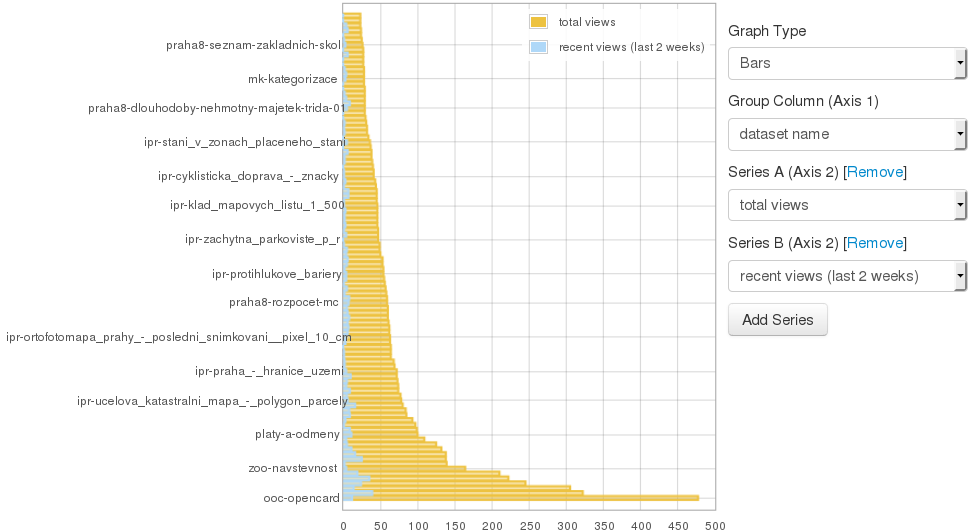 total views
recent views (last 2 weeks)
praha8-seznam-zakladnich-skol
mk-kategorizace
praha8-dlouhodoby-nehmotny-majetek-trida-01
ipr-stani_v_zonach_placeneho_stani
ipr-cyklisticka_doprava_-_znacky
ipr-klad_mapovych_listu_1_500
ipr-zachytna_parkoviste_p_r
ipr-protihlukove_bariery
praha8-rozpocet-mc
ipr-ortofotomapa_prahy_-_posledni_snimkovani__pixel_10_cm
ipr-praha_-_hranice_uzemi
ipr-ucelova_katastralni_mapa_-_polygon_parcely
platy-a-odmeny
zoo-navstevnost
ooc-opencard
0 50 100 150 200 250 300 350 400 450 500
Graph Type
Bars
Group Column (Axis 1)
dataset name
Series A (Axis 2) [Remove]
total views
Series B (Axis 2) [Remove]
recent views (last 2 weeks)
Add Series